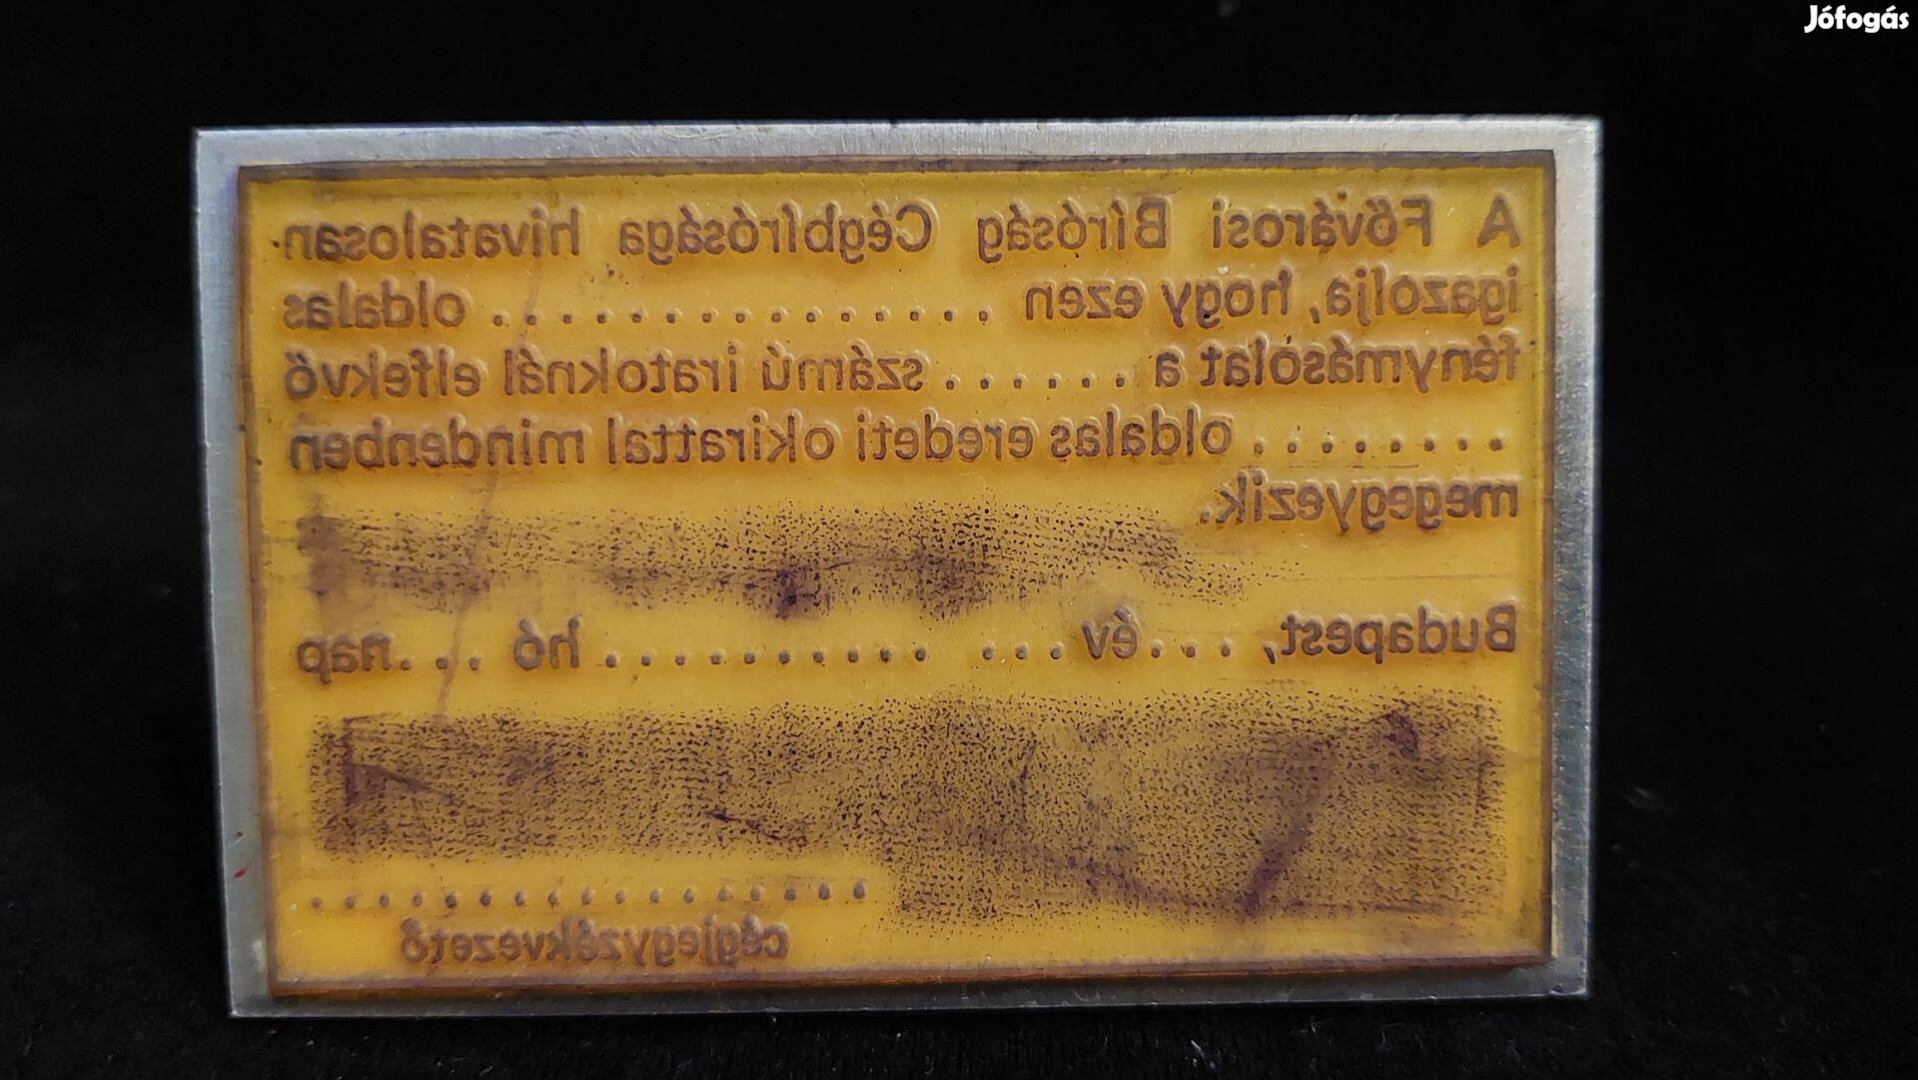 Jófogás
A Fővárosi Bíróság Cégbírósága hivatalosan
igazolja, hogy ezen ............... oldalas
fénymásolat a ....... számú iratoknál elfekvő
........ oldalas eredeti okirattal mindenben
megegyezik.
Budapest, ...év... .......... hó ...nap
.................
cégjegyzékvezető